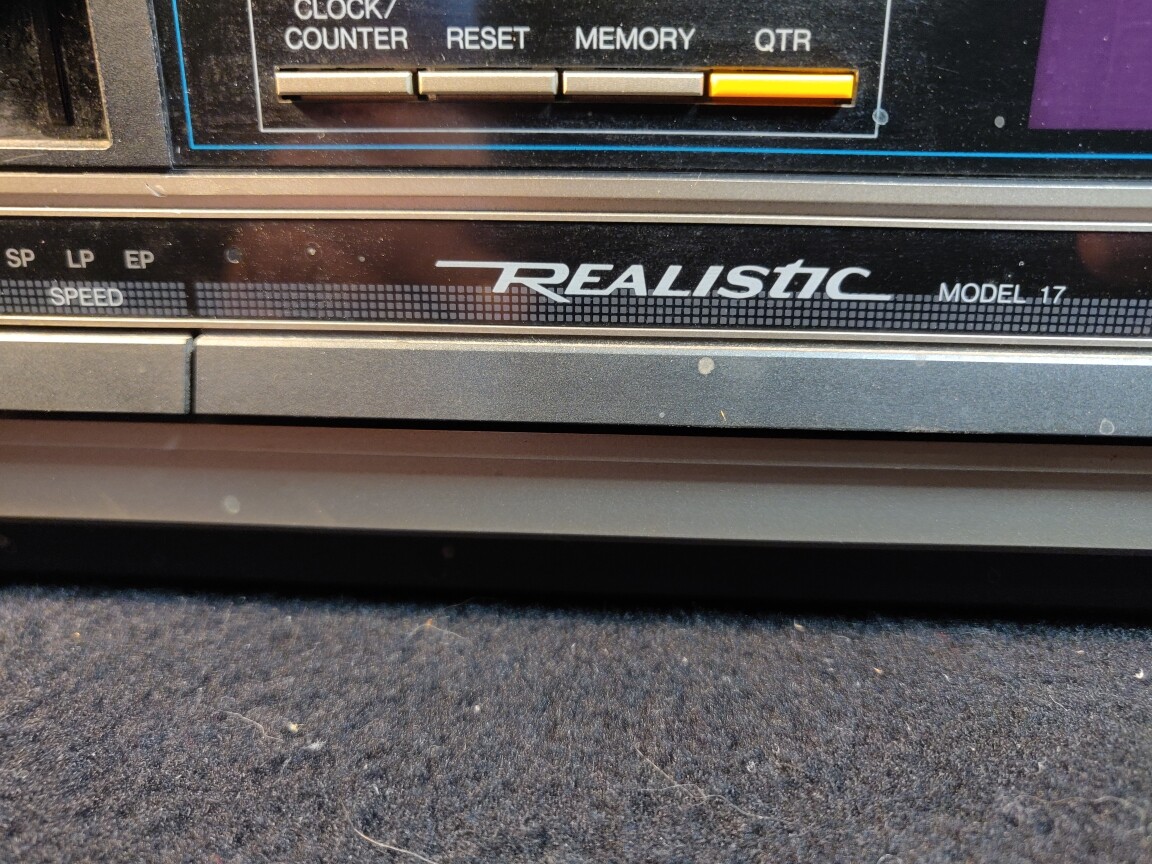 CLOCK/
COUNTER RESET MEMORY QTR
SP LP EP
SPEED
REALISTIC MODEL 17